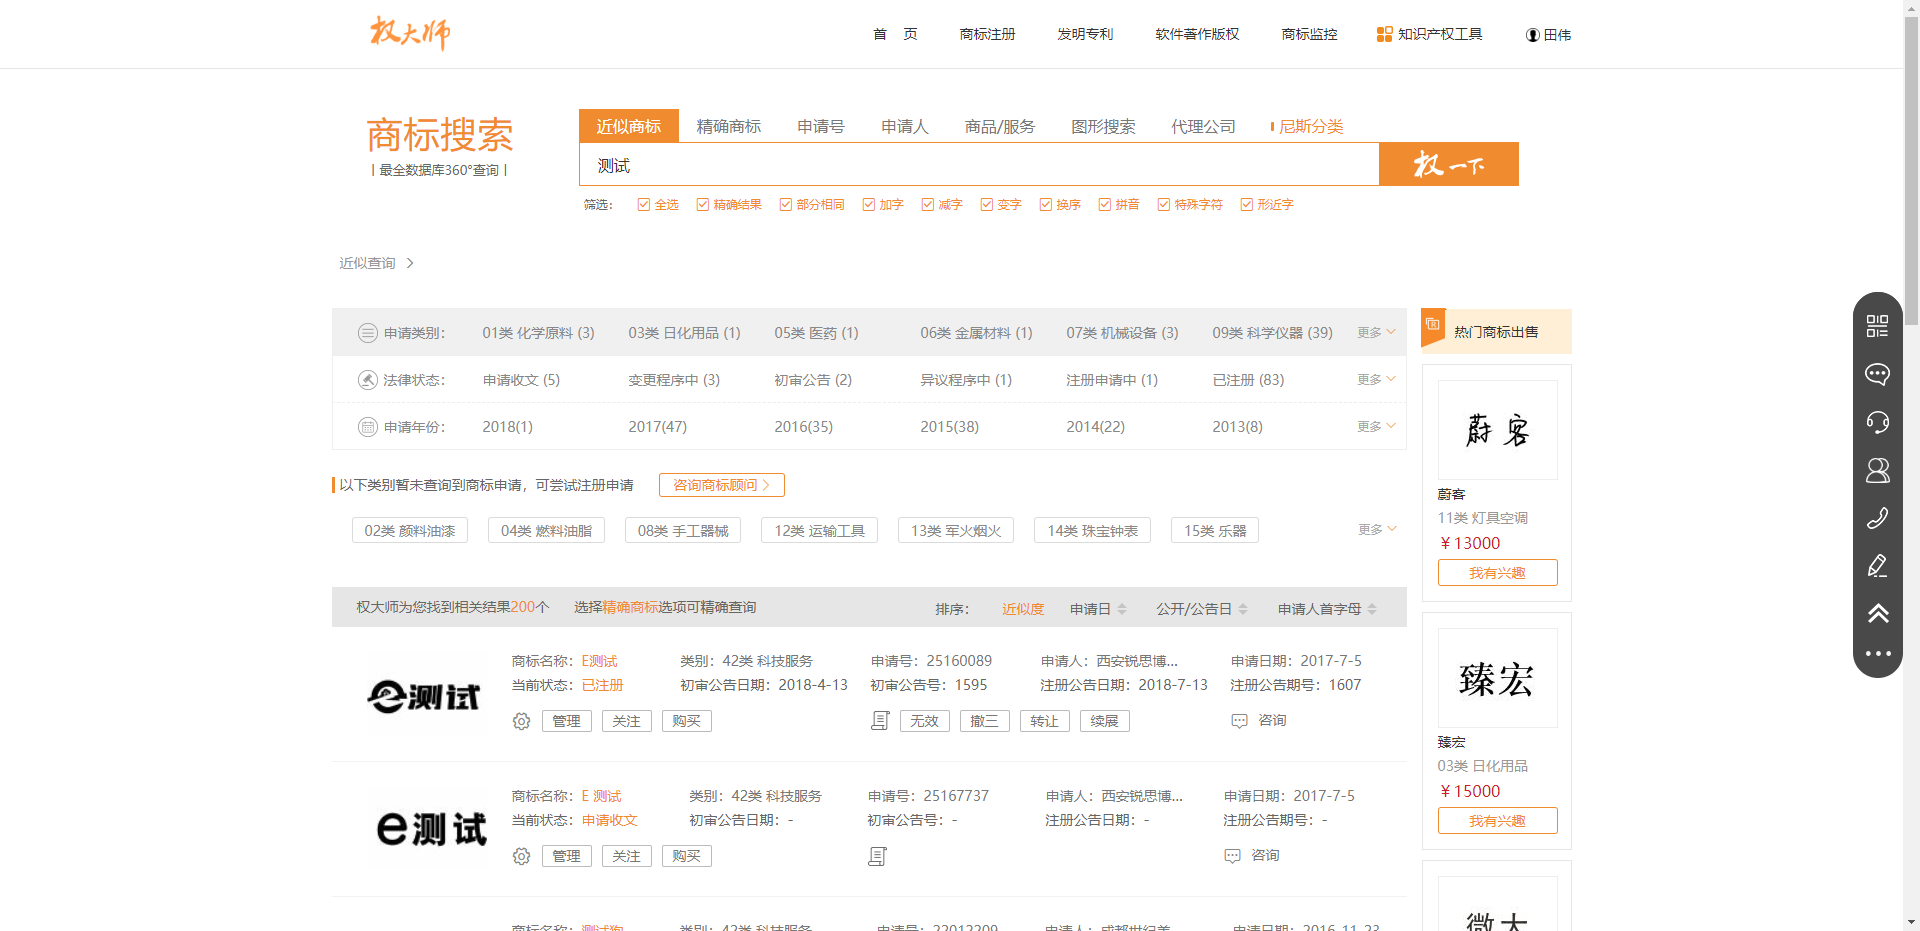 权大师
首 页 商标注册 发明专利 软件著作版权 商标监控 知识产权工具 田伟
商标搜索
最全数据库360°查询
近似商标 精确商标 申请号 申请人 商品/服务 图形搜索 代理公司 尼斯分类
测试
权一下
筛选： 全选 精确结果 部分相同 加字 减字 变字 换序 拼音 特殊字符 形近字
近似查询 >
申请类别： 01类 化学原料 (3) 03类 日化用品 (1) 05类 医药 (1) 06类 金属材料 (1) 07类 机械设备 (3) 09类 科学仪器 (39) 更多
法律状态： 申请收文 (5) 变更程序中 (3) 初审公告 (2) 异议程序中 (1) 注册申请中 (1) 已注册 (83) 更多
申请年份： 2018(1) 2017(47) 2016(35) 2015(38) 2014(22) 2013(8) 更多
以下类别暂未查询到商标申请，可尝试注册申请 咨询商标顾问 >
02类 颜料油漆 04类 燃料油脂 08类 手工器械 12类 运输工具 13类 军火烟火 14类 珠宝钟表 15类 乐器 更多
权大师为您找到相关结果200个 选择精确商标选项可精确查询 排序： 近似度 申请日 公开/公告日 申请人首字母
e测试
商标名称：E测试 类别：42类 科技服务 申请号：25160089 申请人：西安锐思博... 申请日期：2017-7-5
当前状态：已注册 初审公告日期：2018-4-13 初审公告号：1595 注册公告日期：2018-7-13 注册公告期号：1607
管理 关注 购买 无效 撤三 转让 续展 咨询
e测试
商标名称：E 测试 类别：42类 科技服务 申请号：25167737 申请人：西安锐思博... 申请日期：2017-7-5
当前状态：申请收文 初审公告日期：- 初审公告号：- 注册公告日期：- 注册公告期号：-
管理 关注 购买 咨询
商标名称：测试狗 类别：42类 科技服务 申请号：22012209 申请人：成都世纪美... 申请日期：2016-11-23
热门商标出售
蔚客
蔚客
11类 灯具空调
￥13000
我有兴趣
臻宏
臻宏
03类 日化用品
￥15000
我有兴趣
微大